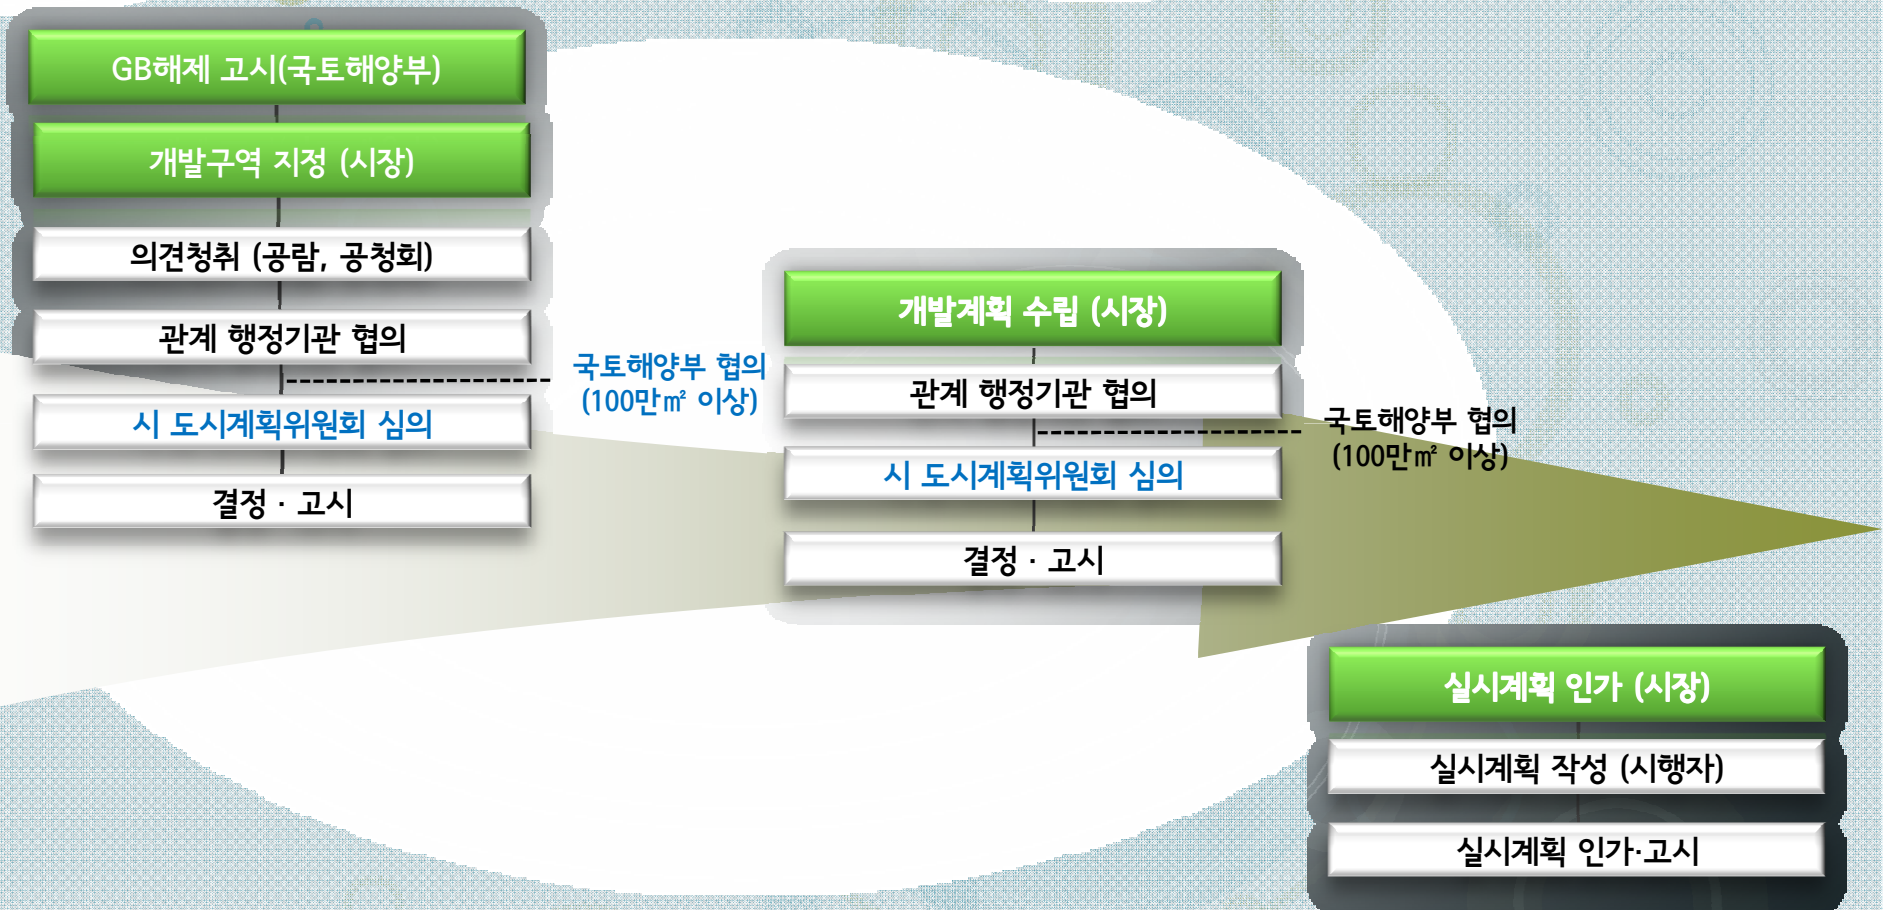 GB해제 고시(국토해양부)
개발구역 지정 (시장)
의견청취 (공람, 공청회)
관계 행정기관 협의
국토해양부 협의
(100만㎡ 이상)
시 도시계획위원회 심의
결정 · 고시
개발계획 수립 (시장)
관계 행정기관 협의
국토해양부 협의
(100만㎡ 이상)
시 도시계획위원회 심의
결정 · 고시
실시계획 인가 (시장)
실시계획 작성 (시행자)
실시계획 인가·고시